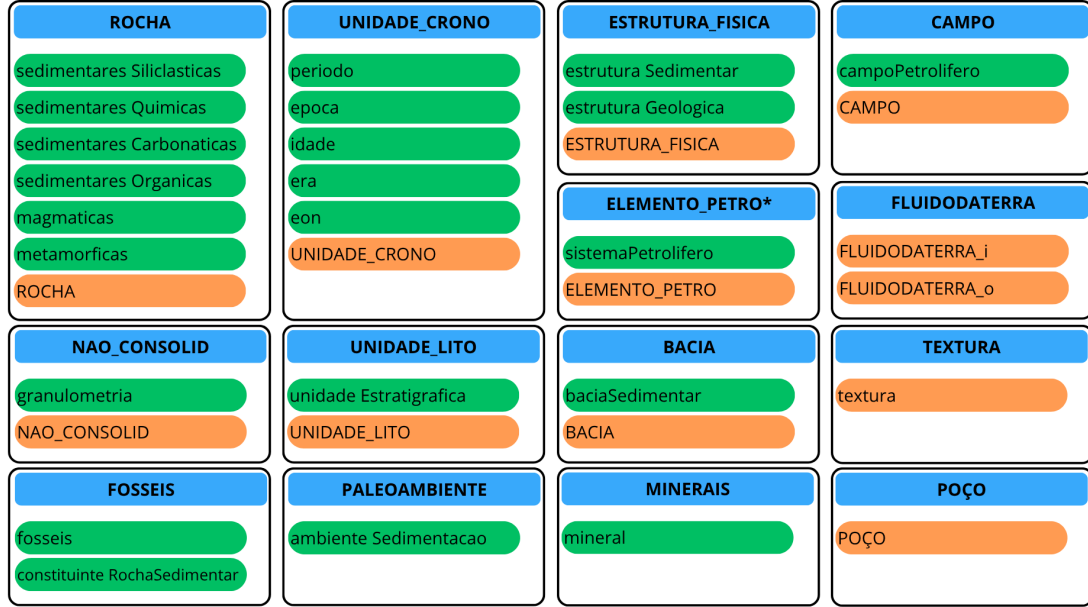 ROCHA
sedimentares Siliclasticas
sedimentares Quimicas
sedimentares Carbonaticas
sedimentares Organicas
magmaticas
metamorficas
ROCHA
UNIDADE_CRONO
periodo
epoca
idade
era
eon
UNIDADE_CRONO
ESTRUTURA_FISICA
estrutura Sedimentar
estrutura Geologica
ESTRUTURA_FISICA
CAMPO
campoPetrolifero
CAMPO
ELEMENTO_PETRO*
sistemaPetrolifero
ELEMENTO_PETRO
FLUIDODATERRA
FLUIDODATERRA_i
FLUIDODATERRA_o
NAO_CONSOLID
granulometria
NAO_CONSOLID
UNIDADE_LITO
unidade Estratigrafica
UNIDADE_LITO
BACIA
baciaSedimentar
BACIA
TEXTURA
textura
FOSSEIS
fosseis
constituinte RochaSedimentar
PALEOAMBIENTE
ambiente Sedimentacao
MINERAIS
mineral
POÇO
POÇO